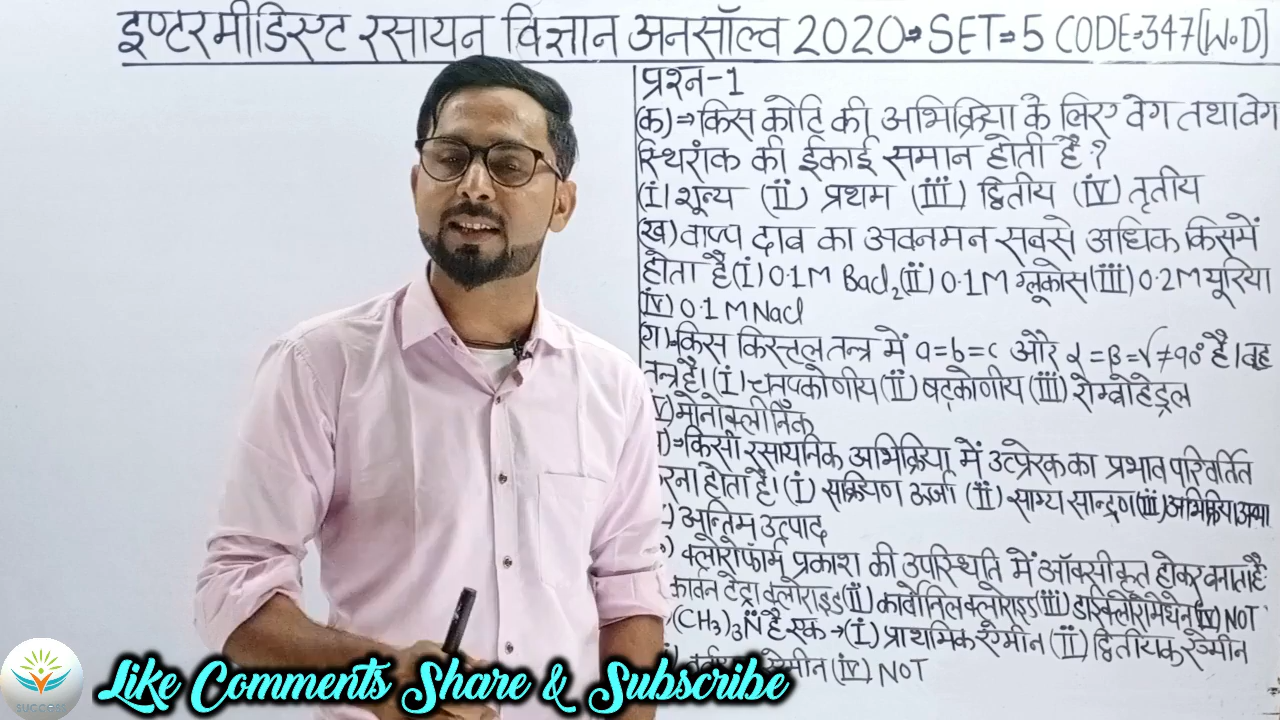 इण्टरमीडिएट रसायन विज्ञान अनसॉल्व 2020⇒SET⇒5 CODE⇒347[W.D]
प्रश्न-1
(क)⇒किस कोटि की अभिक्रिया के लिए वेग तथा वेग
स्थिरांक की ईकाई समान होती है?
(i) शून्य (ii) प्रथम (iii) द्वितीय (iv) तृतीय
(ख) वाष्प दाब का अवनमन सबसे अधिक किसमें
होता है (i) 0.1M Bacl₂ (ii) 0.1M ग्लूकोस (iii) 0.2M यूरिया
(iv) 0.1 M Nacl
(ग)⇒किस क्रिस्टल तन्त्र में a=b=c और α=β=γ≠90° है। वह
तन्त्र है। (i) चतुष्कोणीय (ii) षट्कोणीय (iii) रोम्बोहेड्रल
मोनोक्लीनिक
⇒किसी रसायनिक अभिक्रिया में उत्प्रेरक का प्रभाव परिवर्तित
होता है। (i) सक्रियण ऊर्जा (ii) साम्य सान्द्रण (iii) अभिक्रिया
अन्तिम उत्पाद
क्लोरोफॉर्म प्रकाश की उपस्थिति में ऑक्सीकृत होकर बनाता है-
कार्बन टेट्रा क्लोराइड (ii) कार्बोनिल क्लोराइड (iii) डाईक्लोरोमेथेन (iv) NOT
(CH₃)₃N̈ है एक → (i) प्राथमिक एमीन (ii) द्वितीयक एमीन
एमीन (iv) NOT
SUCCESS
Like Comments Share & Subscribe